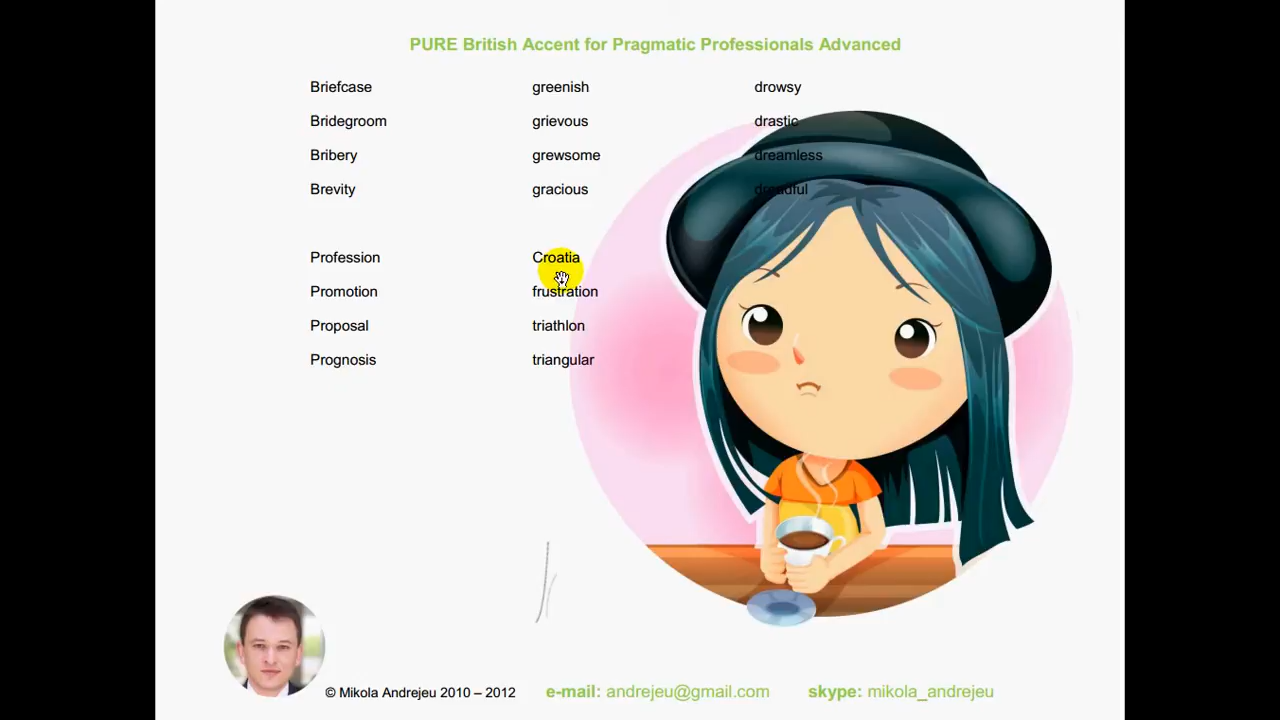 PURE British Accent for Pragmatic Professionals Advanced
Briefcase greenish drowsy
Bridegroom grievous drastic
Bribery grewsome dreamless
Brevity gracious dreadful
Profession Croatia
Promotion frustration
Proposal triathlon
Prognosis triangular
© Mikola Andrejeu 2010 – 2012 e-mail: andrejeu@gmail.com skype: mikola_andrejeu